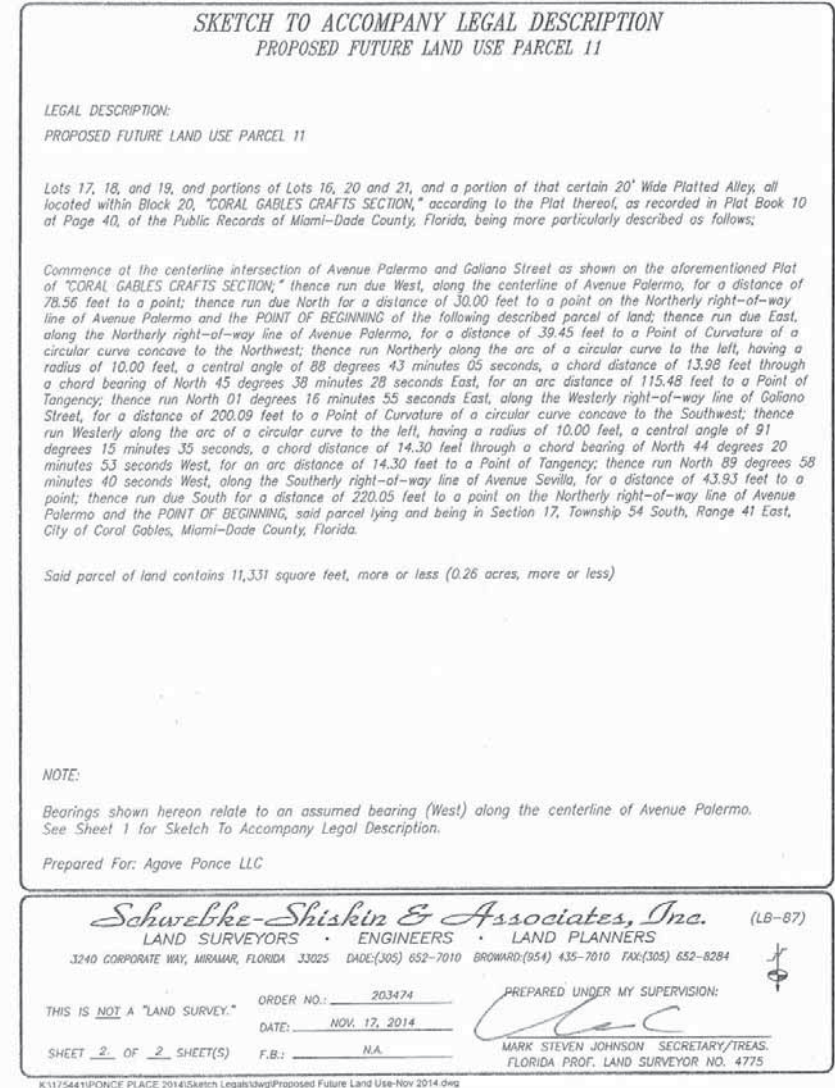 SKETCH TO ACCOMPANY LEGAL DESCRIPTION
PROPOSED FUTURE LAND USE PARCEL 11
LEGAL DESCRIPTION:
PROPOSED FUTURE LAND USE PARCEL 11
Lots 17, 18, and 19, and portions of Lots 16, 20 and 21, and a portion of that certain 20' Wide Platted Alley, all
located within Block 20, "CORAL GABLES CRAFTS SECTION," according to the Plat thereof, as recorded in Plat Book 10
at Page 40, of the Public Records of Miami-Dade County, Florida, being more particularly described as follows;
Commence at the centerline intersection of Avenue Palermo and Galiano Street as shown on the aforementioned Plat
of "CORAL GABLES CRAFTS SECTION;" thence run due West, along the centerline of Avenue Palermo, for a distance of
78.56 feet to a point; thence run due North for a distance of 30.00 feet to a point on the Northerly right-of-way
line of Avenue Palermo and the POINT OF BEGINNING of the following described parcel of land; thence run due East,
along the Northerly right-of-way line of Avenue Palermo, for a distance of 39.45 feet to a Point of Curvature of a
circular curve concave to the Northwest; thence run Northerly along the arc of a circular curve to the left, having a
radius of 10.00 feet, a central angle of 88 degrees 43 minutes 05 seconds, a chord distance of 13.98 feet through
a chord bearing of North 45 degrees 38 minutes 28 seconds East, for an arc distance of 115.48 feet to a Point of
Tangency; thence run North 01 degrees 16 minutes 55 seconds East, along the Westerly right-of-way line of Galiano
Street, for a distance of 200.09 feet to a Point of Curvature of a circular curve concave to the Southwest; thence
run Westerly along the arc of a circular curve to the left, having a radius of 10.00 feet, a central angle of 91
degrees 15 minutes 35 seconds, a chord distance of 14.30 feet through a chord bearing of North 44 degrees 20
minutes 53 seconds West, for an arc distance of 14.30 feet to a Point of Tangency; thence run North 89 degrees 58
minutes 40 seconds West, along the Southerly right-of-way line of Avenue Sevilla, for a distance of 43.93 feet to a
point; thence run due South for a distance of 220.05 feet to a point on the Northerly right-of-way line of Avenue
Palermo and the POINT OF BEGINNING, said parcel lying and being in Section 17, Township 54 South, Range 41 East,
City of Coral Gables, Miami-Dade County, Florida.
Said parcel of land contains 11,331 square feet, more or less (0.26 acres, more or less)
NOTE:
Bearings shown hereon relate to an assumed bearing (West) along the centerline of Avenue Palermo.
See Sheet 1 for Sketch To Accompany Legal Description.
Prepared For: Agave Ponce LLC
Schwebke-Shiskin & Associates, Inc. (LB-87)
LAND SURVEYORS · ENGINEERS · LAND PLANNERS
3240 CORPORATE WAY, MIRAMAR, FLORIDA 33025 DADE:(305) 652-7010 BROWARD:(954) 435-7010 FAX:(305) 652-8284
THIS IS NOT A "LAND SURVEY."
ORDER NO.: 203474
DATE: NOV. 17, 2014
SHEET 2 OF 2 SHEET(S)
F.B.: N.A.
PREPARED UNDER MY SUPERVISION:
MARK STEVEN JOHNSON SECRETARY/TREAS.
FLORIDA PROF. LAND SURVEYOR NO. 4775
K:\175441\PONCE PLACE 2014\Sketch Legals\dwg\Proposed Future Land Use-Nov 2014.dwg